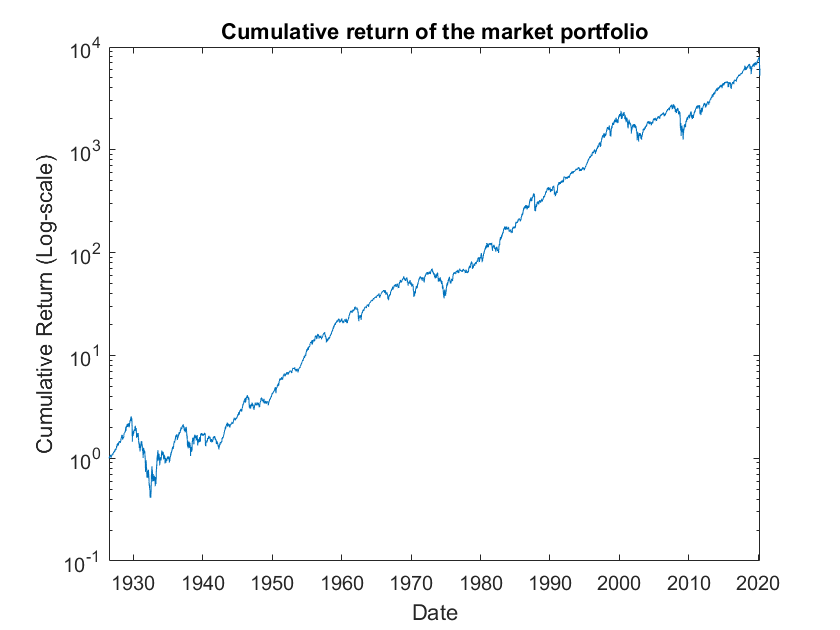 Cumulative return of the market portfolio
10^4
10^3
10^2
10^1
10^0
10^-1
Cumulative Return (Log-scale)
1930 1940 1950 1960 1970 1980 1990 2000 2010 2020
Date